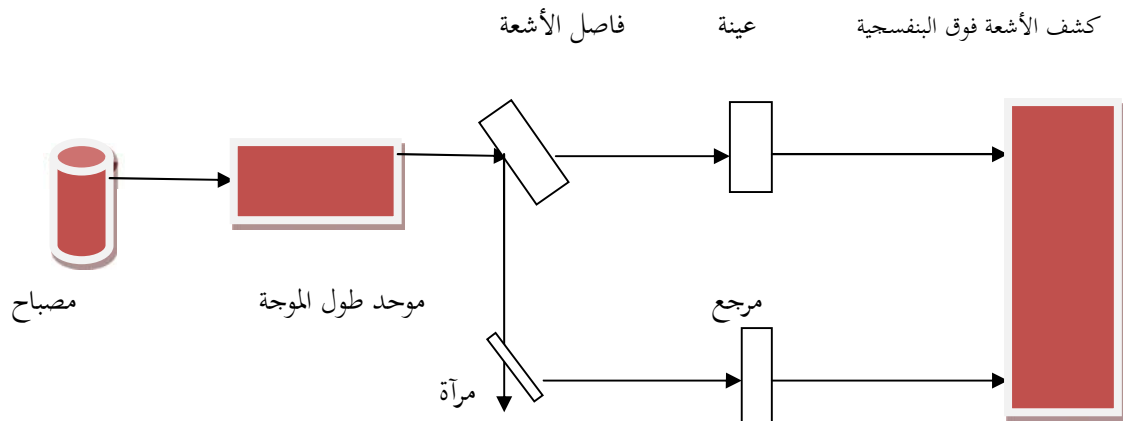 كشف الأشعة فوق البنفسجية
عينة
فاصل الأشعة
مرجع
موحد طول الموجة
مصباح
مرآة